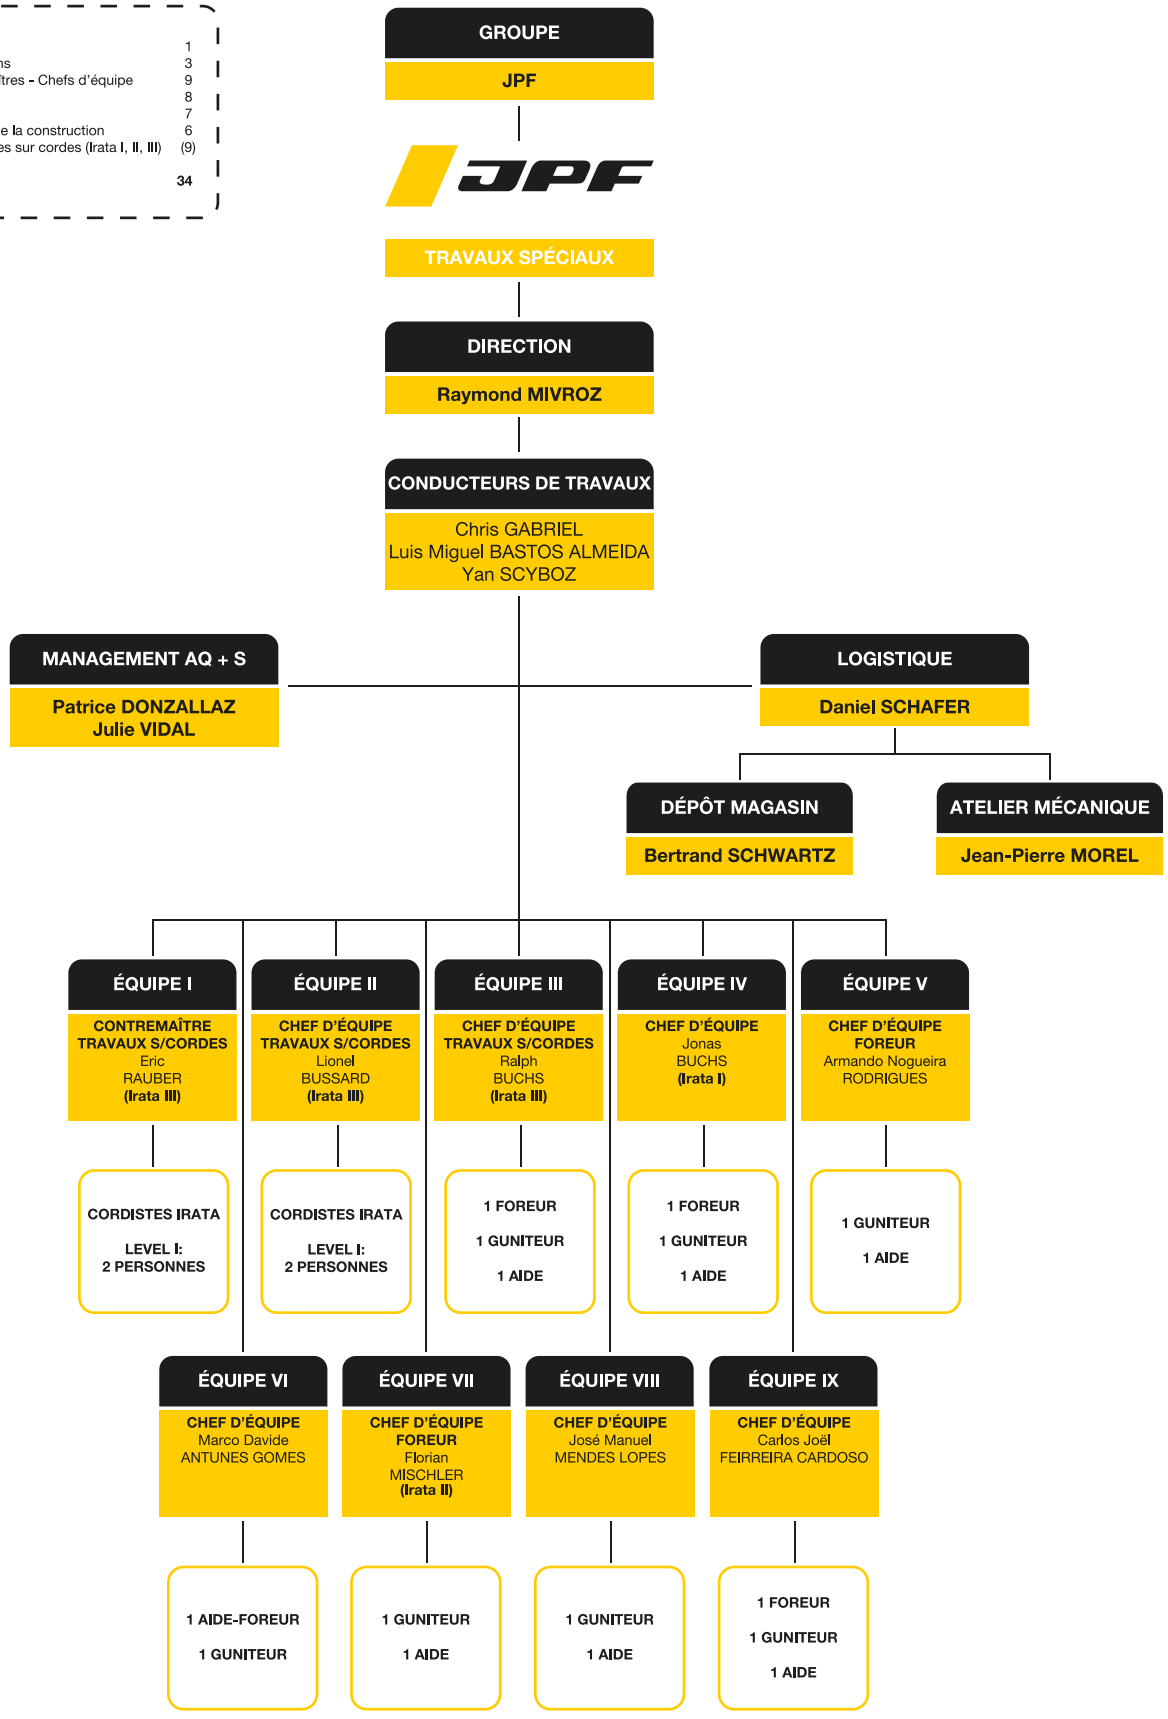 1
3
- Chefs d'équipe 9
8
7
la construction 6
sur cordes (Irata I, II, III) (9)
34
GROUPE
JPF
JPF
TRAVAUX SPÉCIAUX
DIRECTION
Raymond MIVROZ
CONDUCTEURS DE TRAVAUX
Chris GABRIEL
Luis Miguel BASTOS ALMEIDA
Yan SCYBOZ
MANAGEMENT AQ + S
Patrice DONZALLAZ
Julie VIDAL
LOGISTIQUE
Daniel SCHAFER
DÉPÔT MAGASIN
Bertrand SCHWARTZ
ATELIER MÉCANIQUE
Jean-Pierre MOREL
ÉQUIPE I
CONTREMAÎTRE
TRAVAUX S/CORDES
Eric
RAUBER
(Irata III)
CORDISTES IRATA
LEVEL I:
2 PERSONNES
ÉQUIPE II
CHEF D'ÉQUIPE
TRAVAUX S/CORDES
Lionel
BUSSARD
(Irata III)
CORDISTES IRATA
LEVEL I:
2 PERSONNES
ÉQUIPE III
CHEF D'ÉQUIPE
TRAVAUX S/CORDES
Ralph
BUCHS
(Irata III)
1 FOREUR
1 GUNITEUR
1 AIDE
ÉQUIPE IV
CHEF D'ÉQUIPE
Jonas
BUCHS
(Irata I)
1 FOREUR
1 GUNITEUR
1 AIDE
ÉQUIPE V
CHEF D'ÉQUIPE
FOREUR
Armando Nogueira
RODRIGUES
1 GUNITEUR
1 AIDE
ÉQUIPE VI
CHEF D'ÉQUIPE
Marco Davide
ANTUNES GOMES
1 AIDE-FOREUR
1 GUNITEUR
ÉQUIPE VII
CHEF D'ÉQUIPE
FOREUR
Florian
MISCHLER
(Irata II)
1 GUNITEUR
1 AIDE
ÉQUIPE VIII
CHEF D'ÉQUIPE
José Manuel
MENDES LOPES
1 GUNITEUR
1 AIDE
ÉQUIPE IX
CHEF D'ÉQUIPE
Carlos Joël
FEIRREIRA CARDOSO
1 FOREUR
1 GUNITEUR
1 AIDE